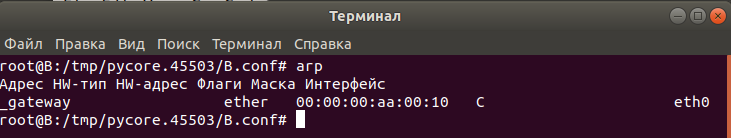 Терминал
Файл Правка Вид Поиск Терминал Справка
root@B:/tmp/pycore.45503/B.conf# arp
Адрес HW-тип HW-адрес Флаги Маска Интерфейс
_gateway ether 00:00:00:aa:00:10 C eth0
root@B:/tmp/pycore.45503/B.conf#